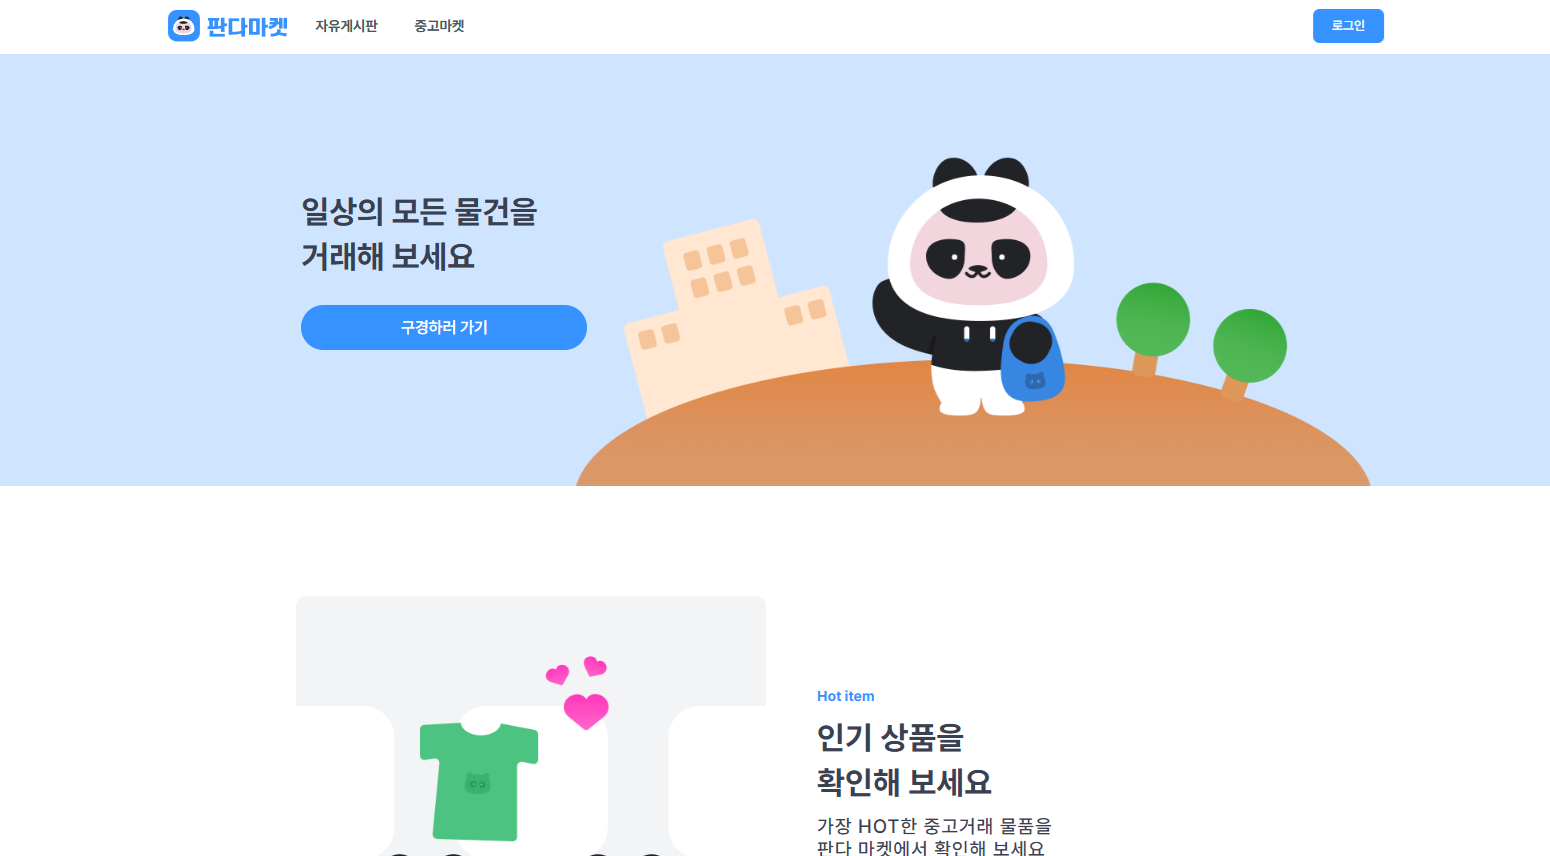 판다마켓
자유게시판
중고마켓
로그인
일상의 모든 물건을
거래해 보세요
구경하러 가기
Hot item
인기 상품을
확인해 보세요
가장 HOT한 중고거래 물품을
판다 마켓에서 확인해 보세요